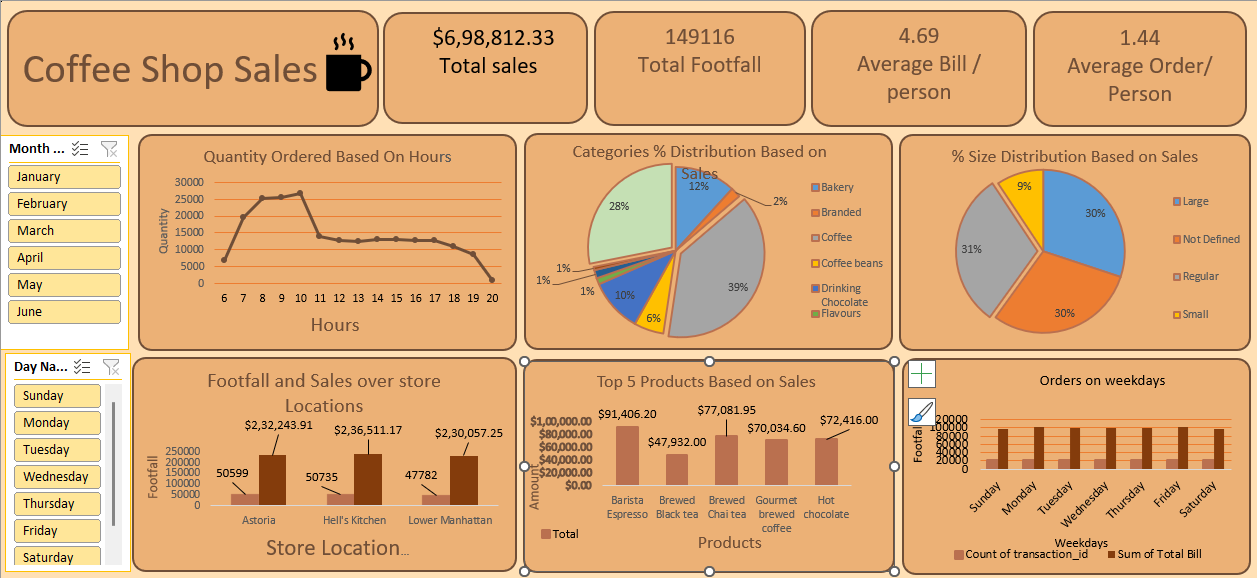 Coffee Shop Sales
$6,98,812.33
Total sales
149116
Total Footfall
4.69
Average Bill /
person
1.44
Average Order/
Person
Month ...
January
February
March
April
May
June
Quantity Ordered Based On Hours
Quantity
30000
25000
20000
15000
10000
5000
0
6 7 8 9 10 11 12 13 14 15 16 17 18 19 20
Hours
Categories % Distribution Based on
Sales
12%
2%
39%
6%
10%
1%
1%
1%
28%
Bakery
Branded
Coffee
Coffee beans
Drinking
Chocolate
Flavours
% Size Distribution Based on Sales
30%
30%
31%
9%
Large
Not Defined
Regular
Small
Day Na...
Sunday
Monday
Tuesday
Wednesday
Thursday
Friday
Saturday
Footfall and Sales over store
Locations
Footfall
250000
200000
150000
100000
50000
0
50599
$2,32,243.91
50735
$2,36,511.17
47782
$2,30,057.25
Astoria Hell's Kitchen Lower Manhattan
Store Location...
Top 5 Products Based on Sales
Amount
$1,00,000.00
$80,000.00
$60,000.00
$40,000.00
$20,000.00
$0.00
$91,406.20
$47,932.00
$77,081.95
$70,034.60
$72,416.00
Barista
Espresso
Brewed
Black tea
Brewed
Chai tea
Gourmet
brewed
coffee
Hot
chocolate
Total
Products
Orders on weekdays
Footfal
120000
100000
80000
60000
40000
20000
0
Sunday
Monday
Tuesday
Wednesday
Thursday
Friday
Saturday
Weekdays
Count of transaction_id Sum of Total Bill